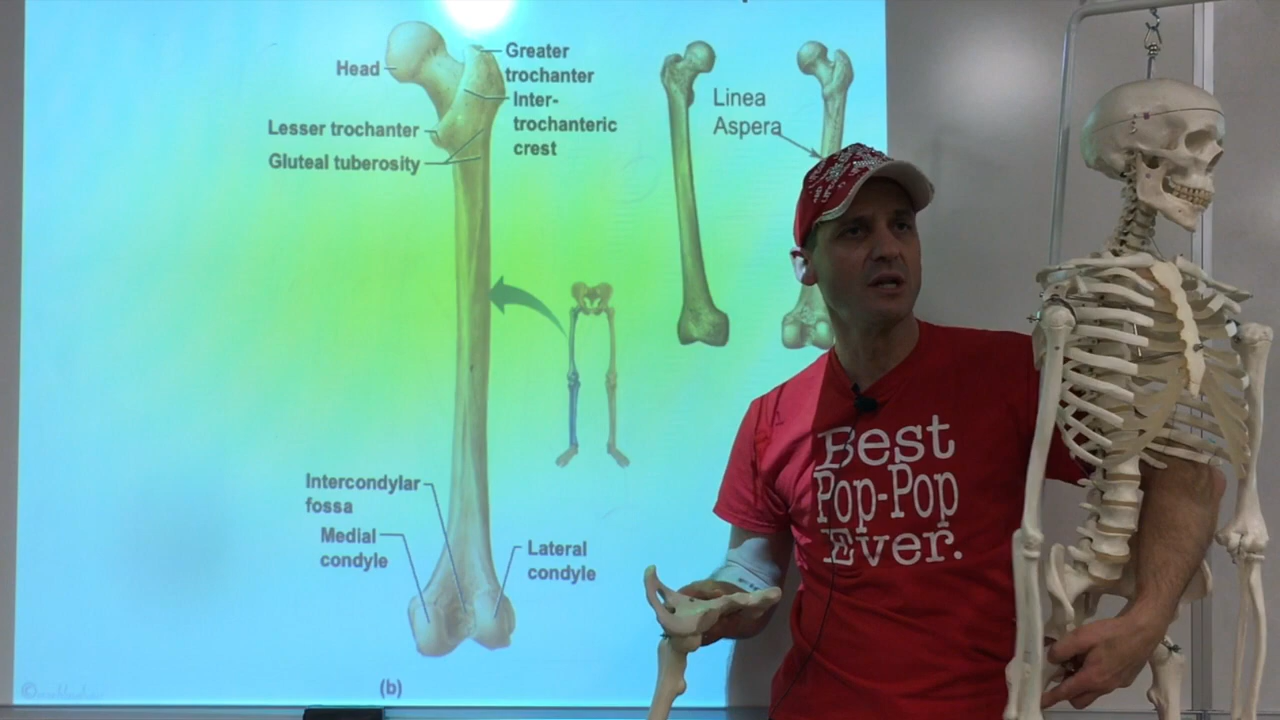 Head
Greater
trochanter
Inter-
trochanteric
crest
Lesser trochanter
Gluteal tuberosity
Linea
Aspera
Intercondylar
fossa
Medial
condyle
Lateral
condyle
(b)
Best
Pop-Pop
Ever.